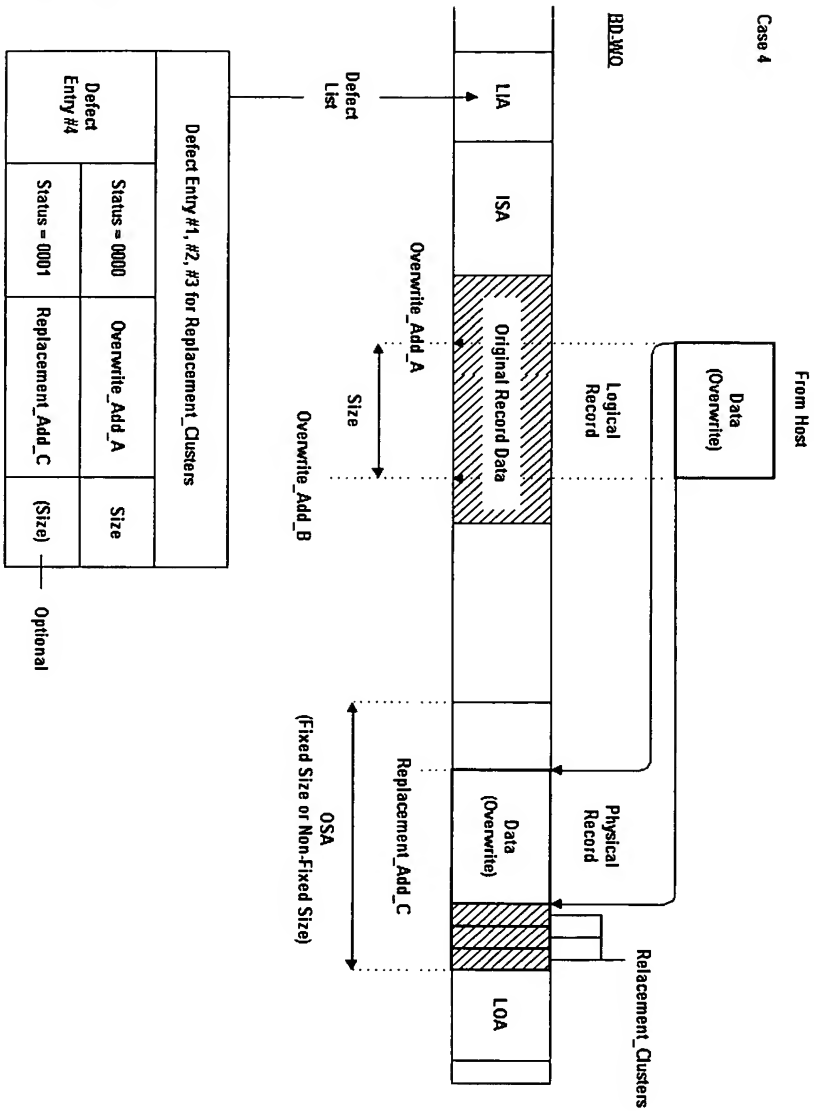 Case 4
From Host
Data
(Overwrite)
BD-WO
Logical
Record
Physical
Record
Relacement_Clusters
LIA
ISA
Original Record Data
Data
(Overwrite)
LOA
Defect
List
Overwrite_Add_A
Size
Overwrite_Add_B
Replacement_Add_C
OSA
(Fixed Size or Non-Fixed Size)
Defect Entry #1, #2, #3 for Replacement_Clusters
Defect
Entry #4
Status = 0000
Overwrite_Add_A
Size
Status = 0001
Replacement_Add_C
(Size)
Optional